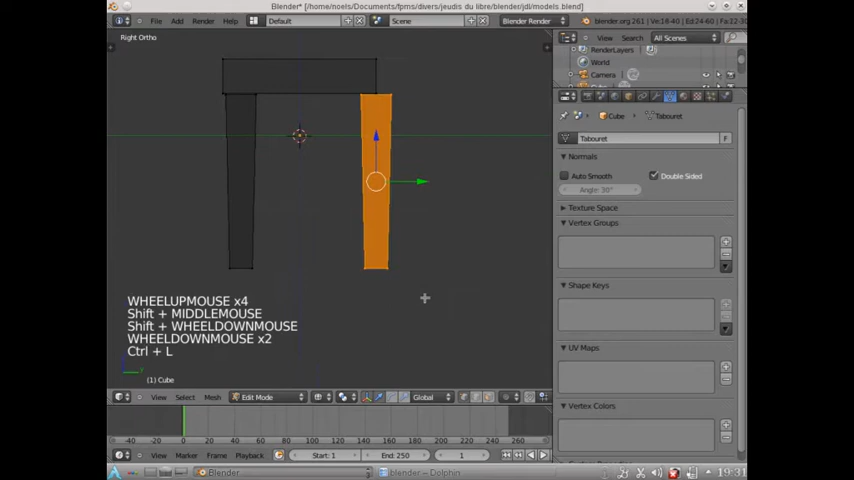 Blender* [/home/noels/Documents/fpms/divers/jeudis du libre/blender/jdl/models.blend]
File Add Render Help Default Scene Blender Render
Right Ortho
View Search All Scenes
RenderLayers
World
Camera
Cube Tabouret
Tabouret F
Normals
Auto Smooth Double Sided
Angle: 30°
Texture Space
Vertex Groups
Shape Keys
UV Maps
Vertex Colors
WHEELUPMOUSE x4
Shift + MIDDLEMOUSE
Shift + WHEELDOWNMOUSE
WHEELDOWNMOUSE x2
Ctrl + L
(1) Cube
View Select Mesh Edit Mode Global
-40 -20 0 20 40 60 80 100 120 140 160 180 200 220 240 260
View Marker Frame Playback Start: 1 End: 250 1
Blender blender – Dolphin 19:31